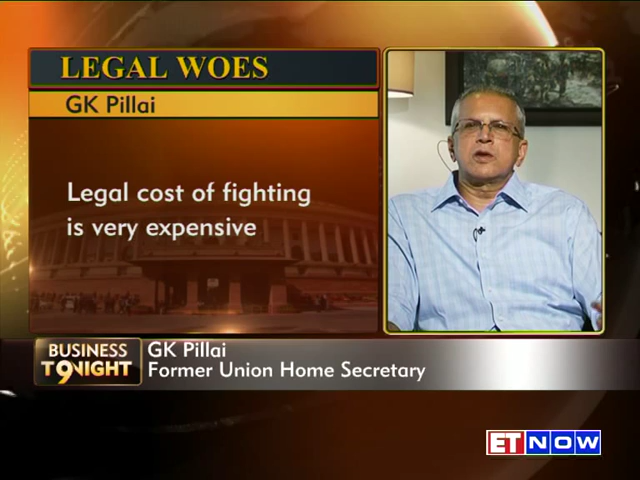 LEGAL WOES
GK Pillai
Legal cost of fighting
is very expensive
BUSINESS
T9NIGHT
GK Pillai
Former Union Home Secretary
ET NOW